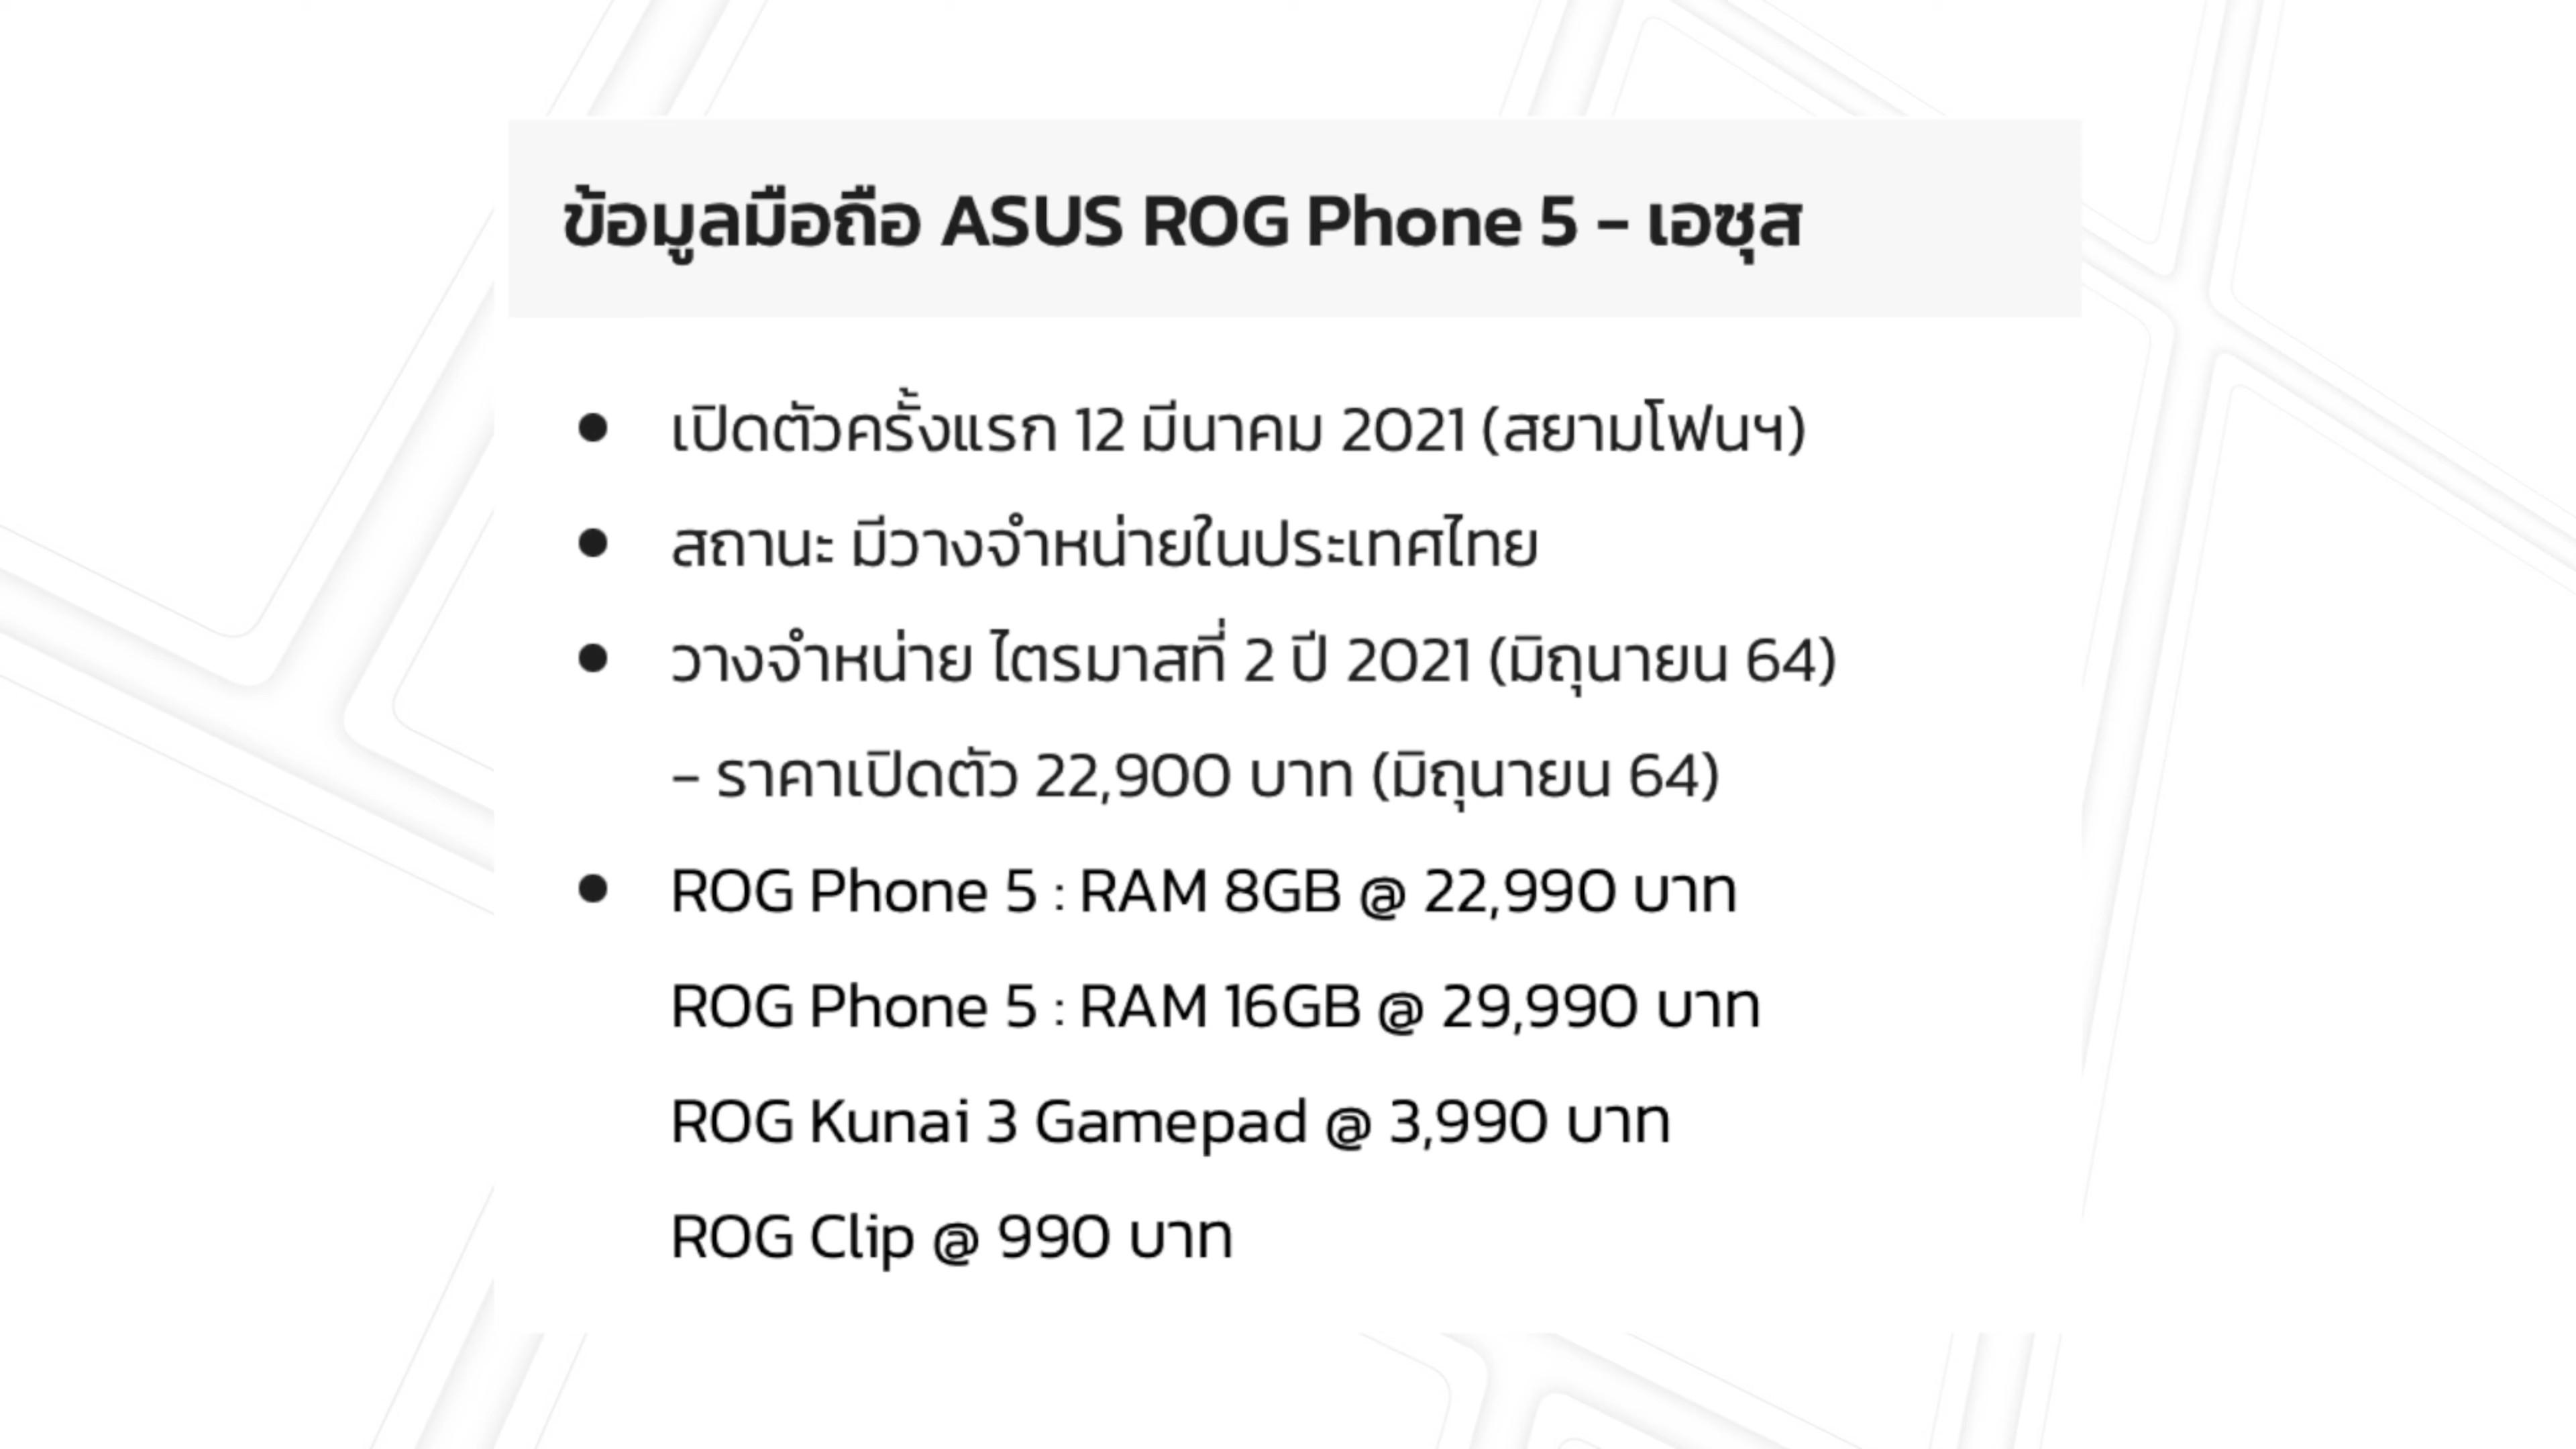 ข้อมูลมือถือ ASUS ROG Phone 5 – เอซุส
● เปิดตัวครั้งแรก 12 มีนาคม 2021 (สยามโฟนฯ)
● สถานะ มีวางจำหน่ายในประเทศไทย
● วางจำหน่าย ไตรมาสที่ 2 ปี 2021 (มิถุนายน 64)
– ราคาเปิดตัว 22,900 บาท (มิถุนายน 64)
● ROG Phone 5 : RAM 8GB @ 22,990 บาท
ROG Phone 5 : RAM 16GB @ 29,990 บาท
ROG Kunai 3 Gamepad @ 3,990 บาท
ROG Clip @ 990 บาท